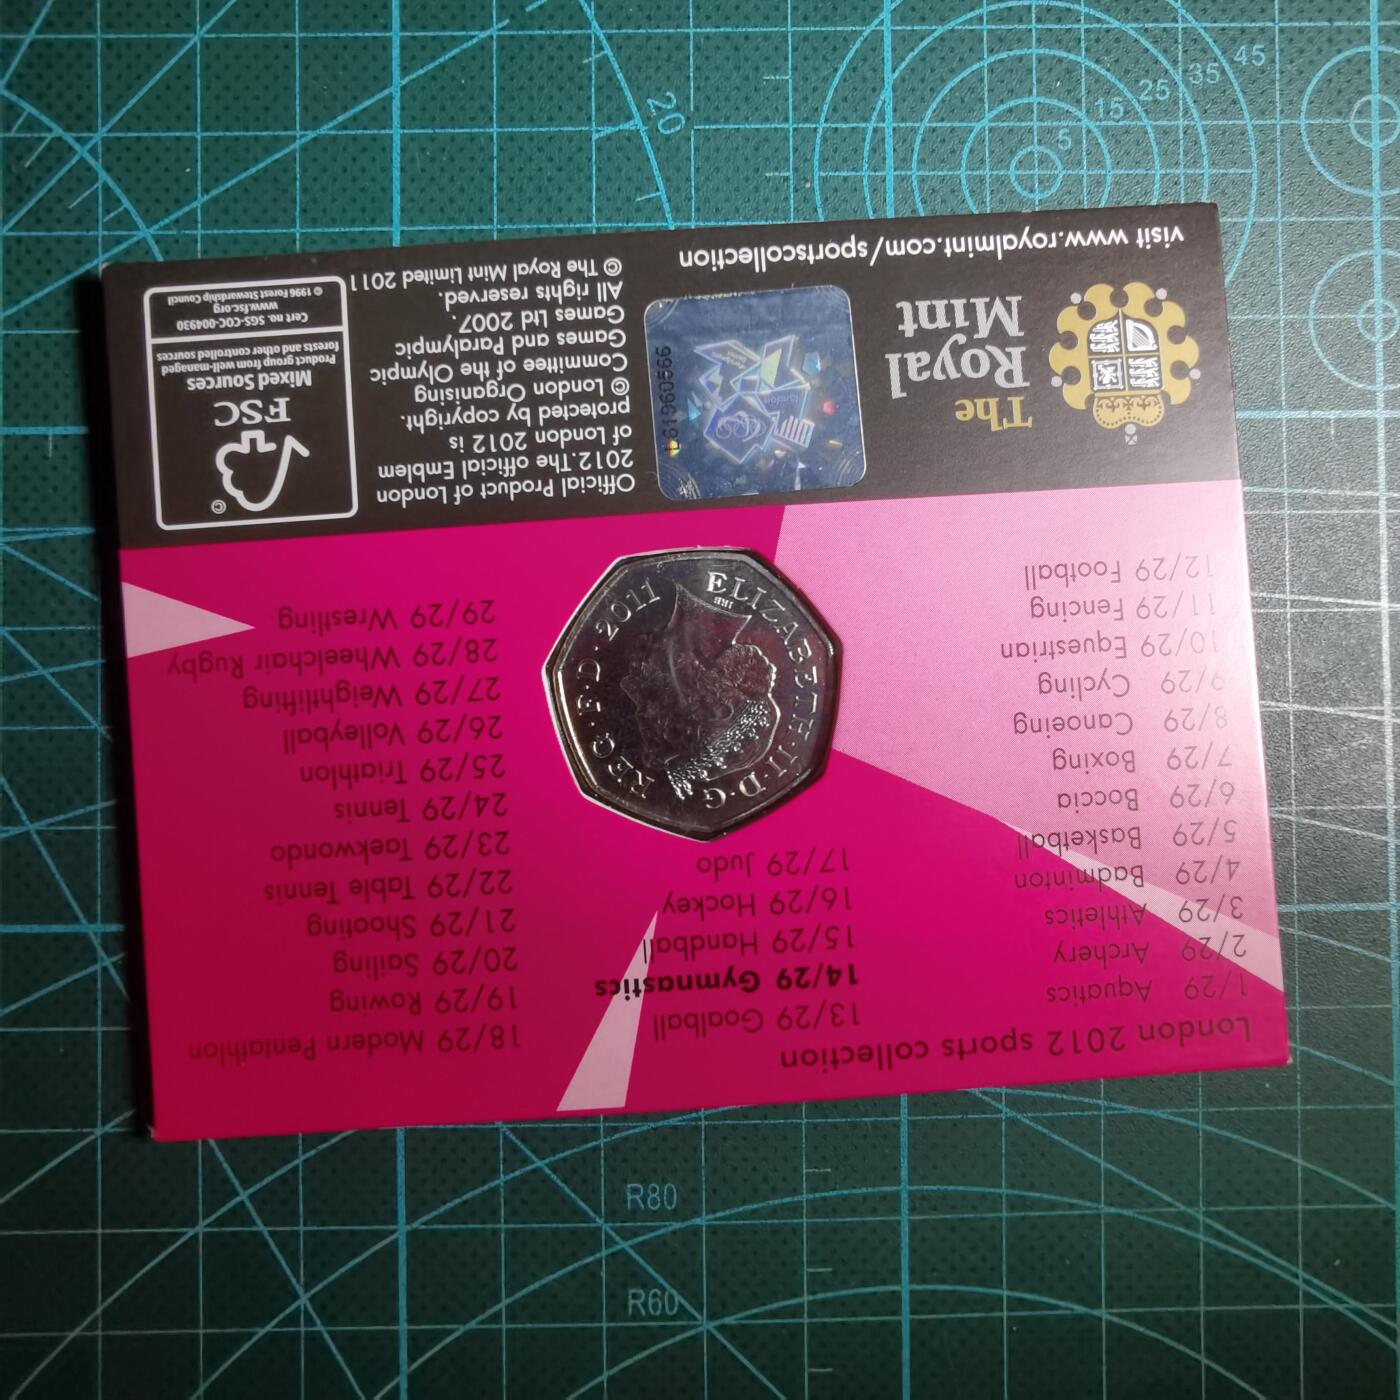 London 2012 sports collection
1/29 Aquatics
2/29 Archery
3/29 Athletics
4/29 Badminton
5/29 Basketball
6/29 Boccia
7/29 Boxing
8/29 Canoeing
9/29 Cycling
10/29 Equestrian
11/29 Fencing
12/29 Football
13/29 Goalball
14/29 Gymnastics
15/29 Handball
16/29 Hockey
17/29 Judo
18/29 Modern Pentathlon
19/29 Rowing
20/29 Sailing
21/29 Shooting
22/29 Table Tennis
23/29 Taekwondo
24/29 Tennis
25/29 Triathlon
26/29 Volleyball
27/29 Weightlifting
28/29 Wheelchair Rugby
29/29 Wrestling
ELIZABETH·II·D·G REG·F·D·2011
IRB
The
Royal
Mint
visit www.royalmint.com/sportscollection
london
L61960566
Official Product of London
2012.The official Emblem
of London 2012 is
protected by copyright.
© London Organising
Committee of the Olympic
Games and Paralympic
Games Ltd 2007.
All rights reserved.
© The Royal Mint Limited 2011
©
FSC
Mixed Sources
Product group from well-managed
forests and other controlled sources
Cert no. SGS-COC-004930
www.fsc.org
© 1996 Forest Stewardship Council
20
5
15
25
35
45
R80
R60